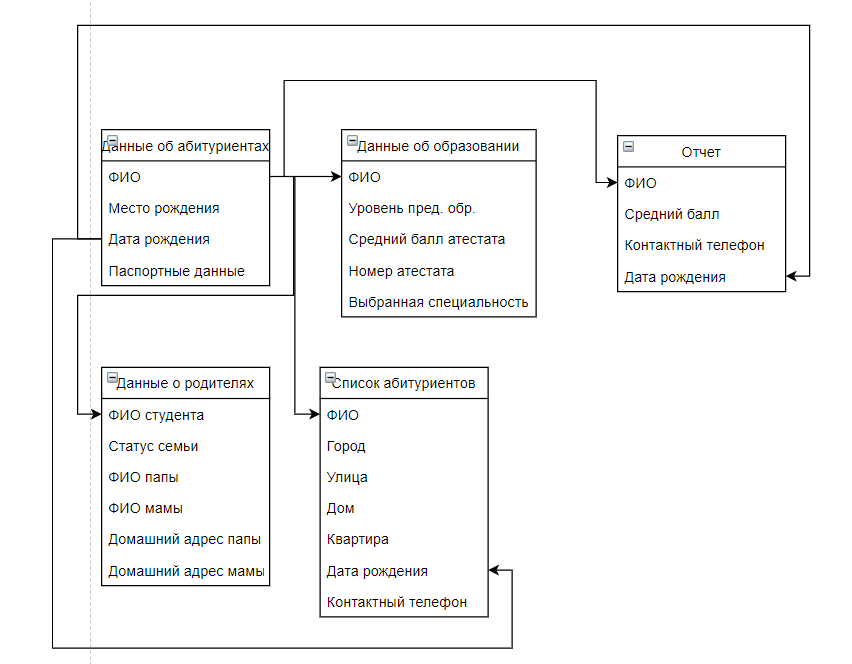 Данные об абитуриентах
ФИО
Место рождения
Дата рождения
Паспортные данные
Данные об образовании
ФИО
Уровень пред. обр.
Средний балл атестата
Номер атестата
Выбранная специальность
Отчет
ФИО
Средний балл
Контактный телефон
Дата рождения
Данные о родителях
ФИО студента
Статус семьи
ФИО папы
ФИО мамы
Домашний адрес папы
Домашний адрес мамы
Список абитуриентов
ФИО
Город
Улица
Дом
Квартира
Дата рождения
Контактный телефон